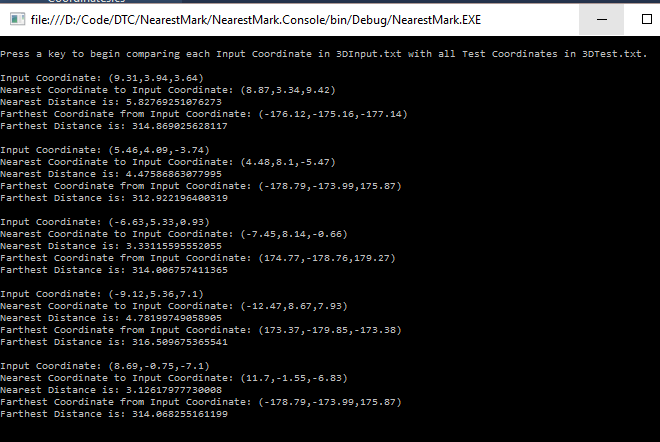 file:///D:/Code/DTC/NearestMark/NearestMark.Console/bin/Debug/NearestMark.EXE
Press a key to begin comparing each Input Coordinate in 3DInput.txt with all Test Coordinates in 3DTest.txt.
Input Coordinate: (9.31,3.94,3.64)
Nearest Coordinate to Input Coordinate: (8.87,3.34,9.42)
Nearest Distance is: 5.82769251076273
Farthest Coordinate from Input Coordinate: (-176.12,-175.16,-177.14)
Farthest Distance is: 314.869025628117
Input Coordinate: (5.46,4.09,-3.74)
Nearest Coordinate to Input Coordinate: (4.48,8.1,-5.47)
Nearest Distance is: 4.47586863077995
Farthest Coordinate from Input Coordinate: (-178.79,-173.99,175.87)
Farthest Distance is: 312.922196400319
Input Coordinate: (-6.63,5.33,0.93)
Nearest Coordinate to Input Coordinate: (-7.45,8.14,-0.66)
Nearest Distance is: 3.33115595552055
Farthest Coordinate from Input Coordinate: (174.77,-178.76,179.27)
Farthest Distance is: 314.006757411365
Input Coordinate: (-9.12,5.36,7.1)
Nearest Coordinate to Input Coordinate: (-12.47,8.67,7.93)
Nearest Distance is: 4.78199749058905
Farthest Coordinate from Input Coordinate: (173.37,-179.85,-173.38)
Farthest Distance is: 316.509675365541
Input Coordinate: (8.69,-0.75,-7.1)
Nearest Coordinate to Input Coordinate: (11.7,-1.55,-6.83)
Nearest Distance is: 3.12617977730008
Farthest Coordinate from Input Coordinate: (-178.79,-173.99,175.87)
Farthest Distance is: 314.068255161199